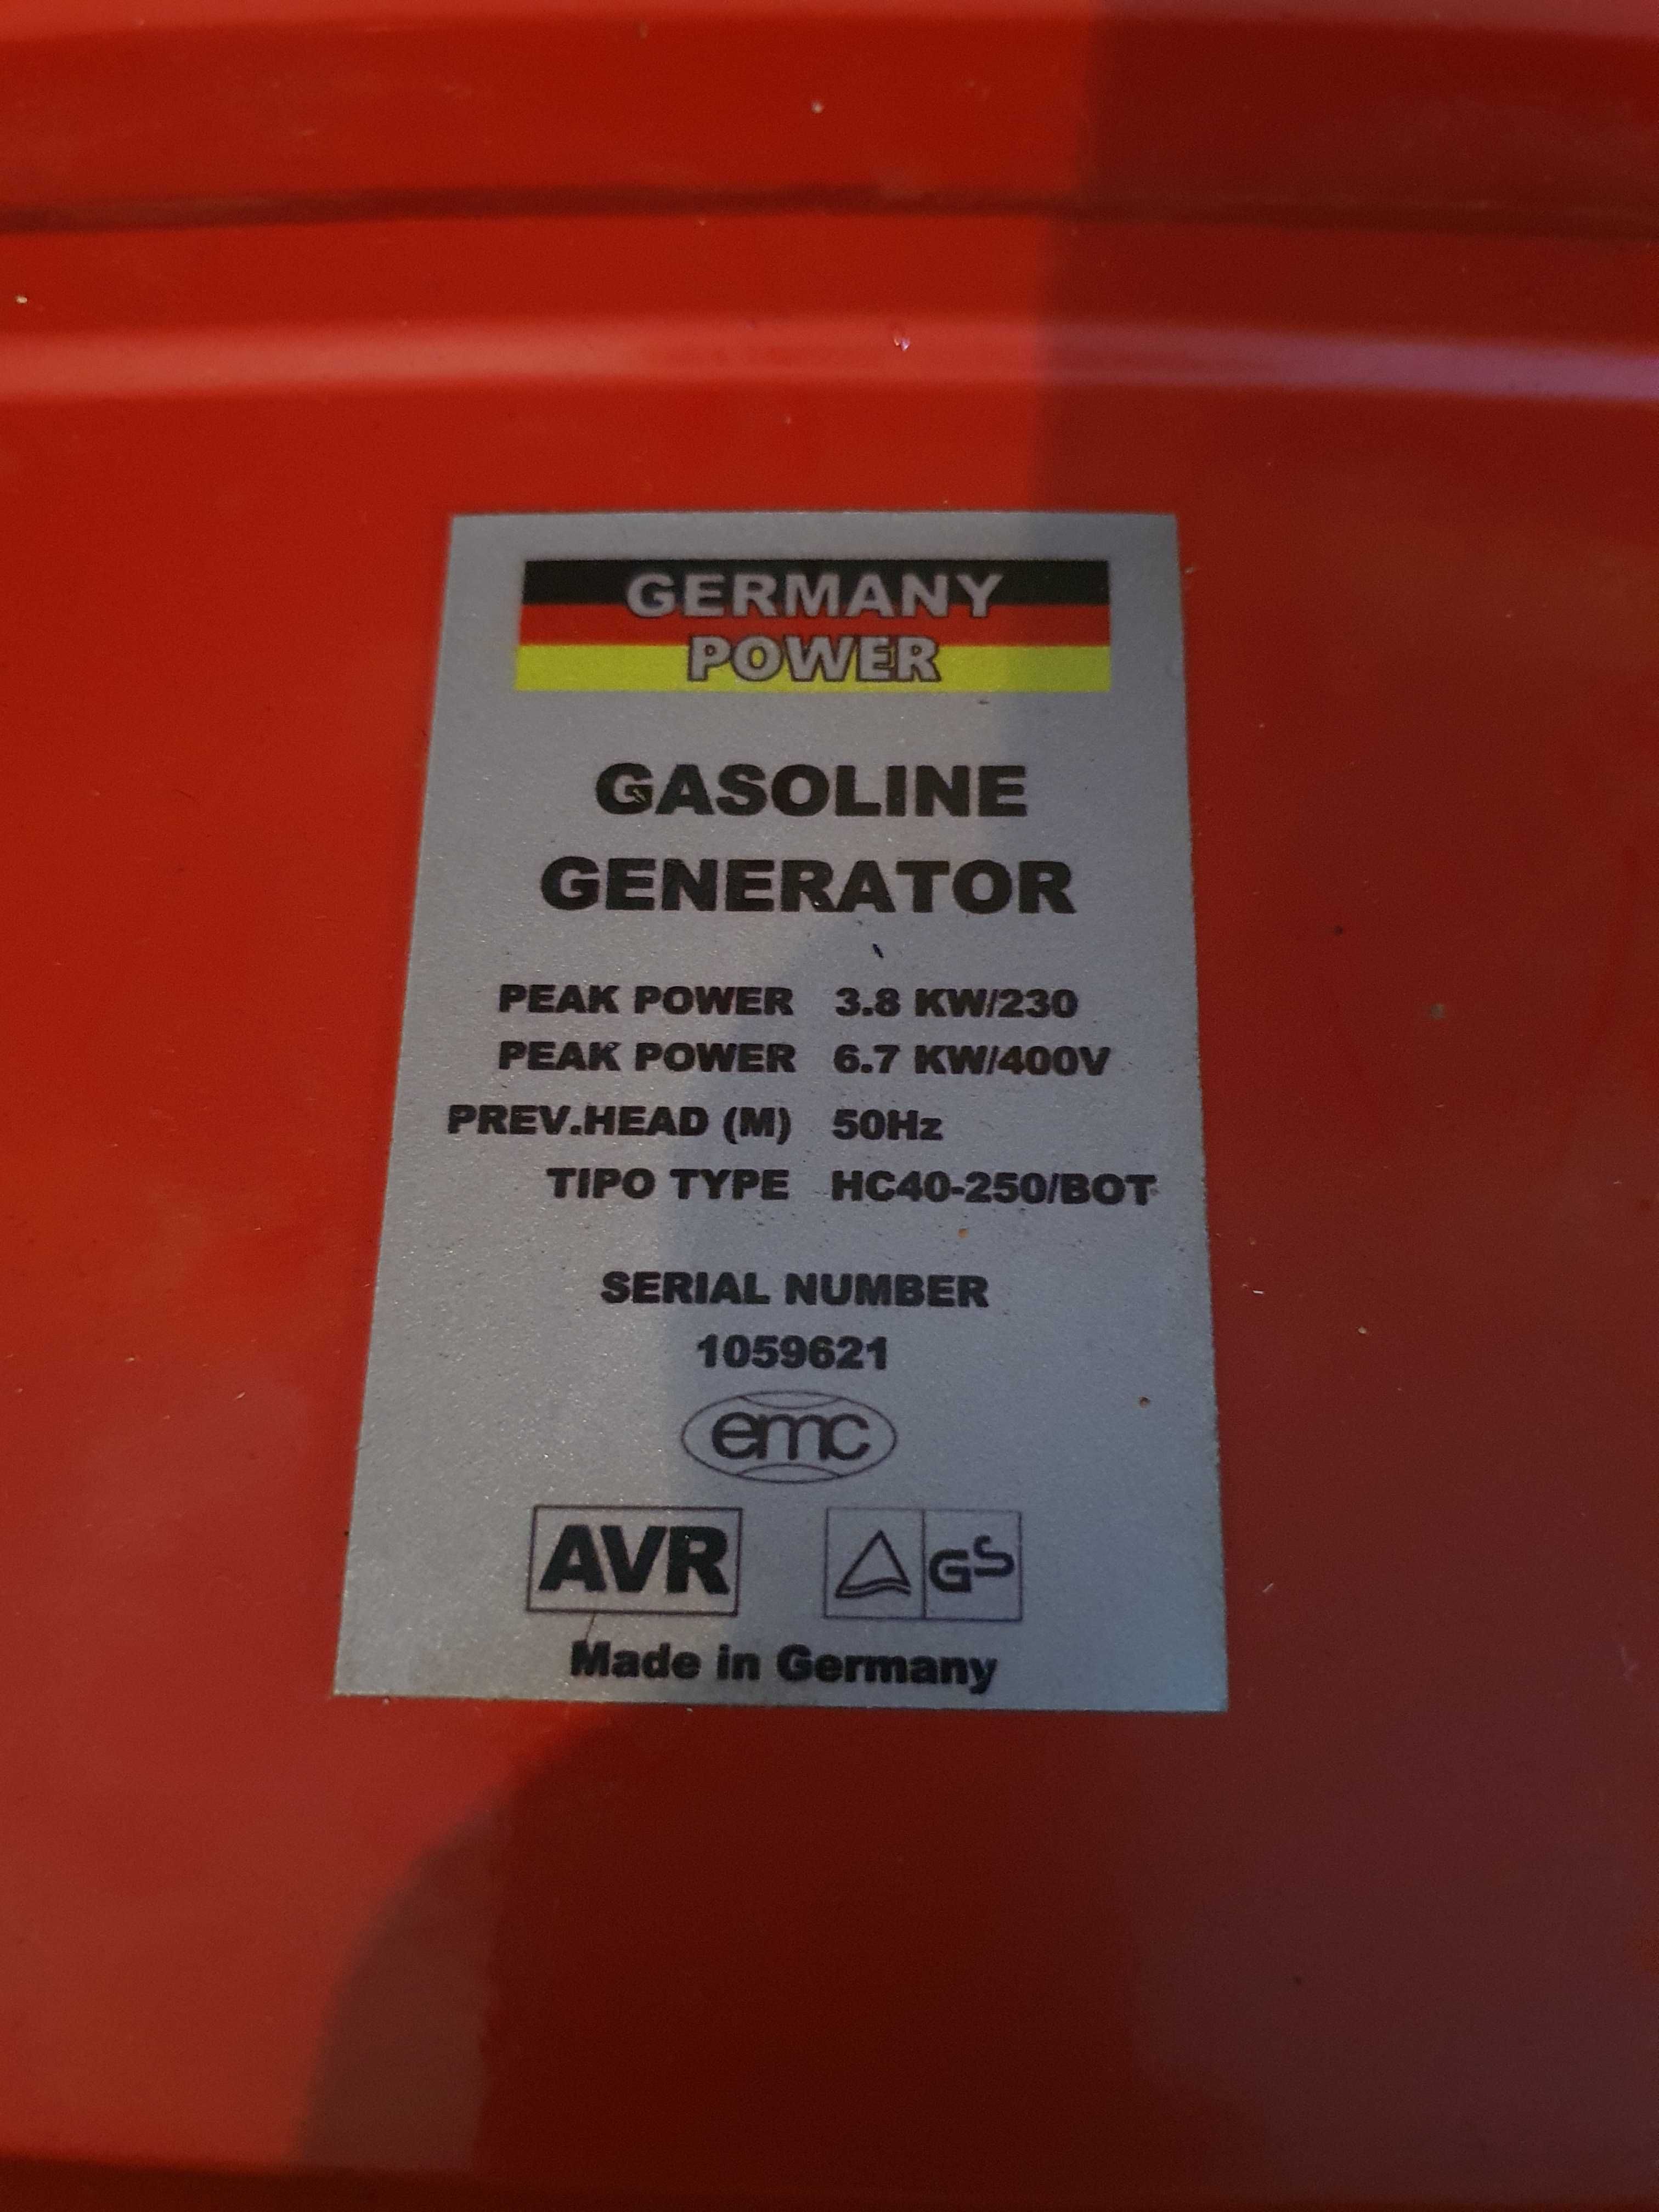 GERMANY
POWER
GASOLINE
GENERATOR
PEAK POWER 3.8 KW/230
PEAK POWER 6.7 KW/400V
PREV.HEAD (M) 50Hz
TIPO TYPE HC40-250/BOT
SERIAL NUMBER
1059621
emc
AVR GS
Made in Germany